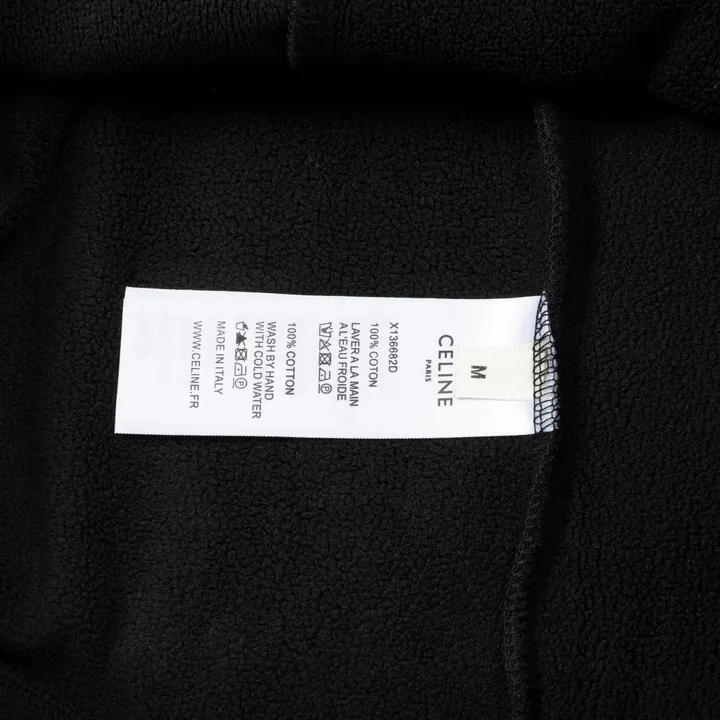 M
CELINE
PARIS
X136682D
100% COTON
LAVER A LA MAIN
A L'EAU FROIDE
100% COTTON
WASH BY HAND
WITH COLD WATER
MADE IN ITALY
WWW.CELINE.FR